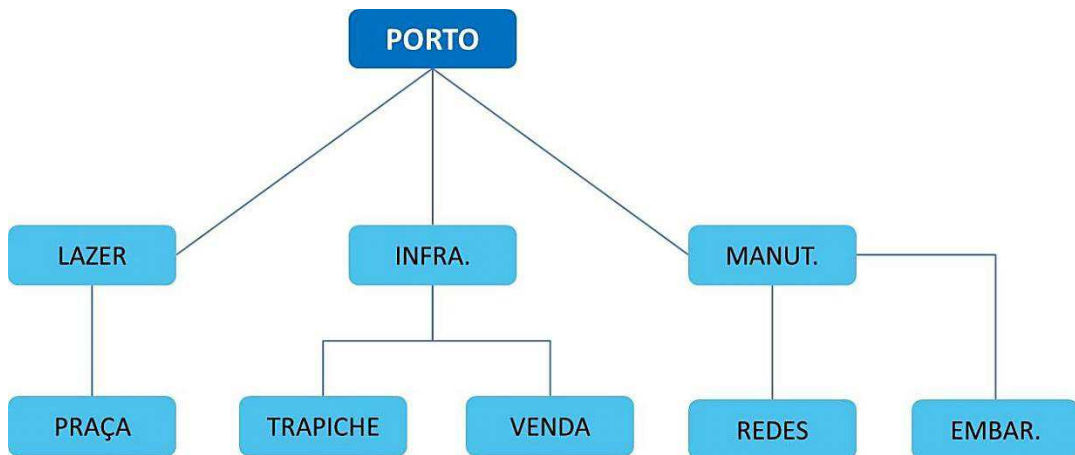 PORTO
LAZER
INFRA.
MANUT.
PRAÇA
TRAPICHE
VENDA
REDES
EMBAR.